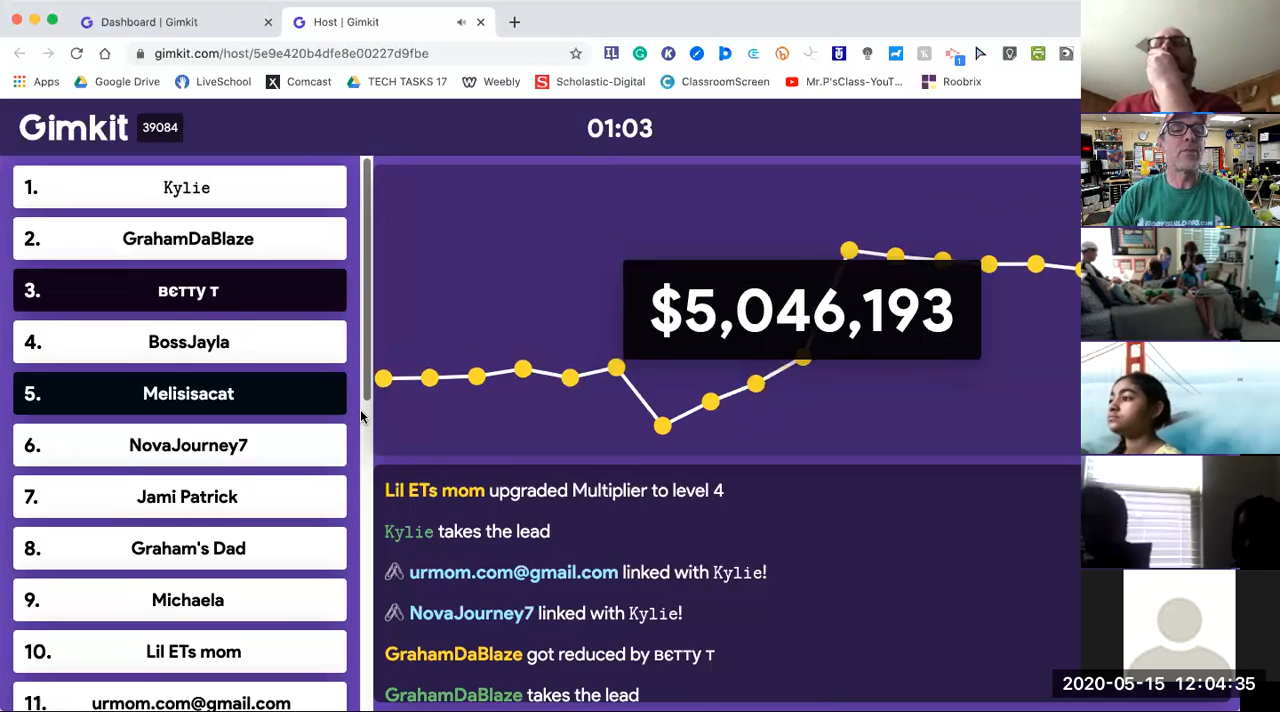 Dashboard | Gimkit
Host | Gimkit
gimkit.com/host/5e9e420b4dfe8e00227d9fbe
Apps
Google Drive
LiveSchool
Comcast
TECH TASKS 17
Weebly
Scholastic-Digital
ClassroomScreen
Mr.P'sClass-YouT...
Roobrix
Gimkit
39084
01:03
1. Kylie
2. GrahamDaBlaze
3. вєтту т
4. BossJayla
5. Melisisacat
6. NovaJourney7
7. Jami Patrick
8. Graham's Dad
9. Michaela
10. Lil ETs mom
11. urmom.com@gmail.com
$5,046,193
Lil ETs mom upgraded Multiplier to level 4
Kylie takes the lead
urmom.com@gmail.com linked with Kylie!
NovaJourney7 linked with Kylie!
GrahamDaBlaze got reduced by вєтту т
GrahamDaBlaze takes the lead
BODYBUILDING.com
2020-05-15 12:04:35